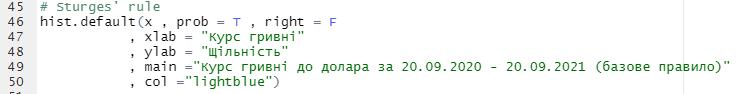 45 # Sturges' rule
46 hist.default(x , prob = T , right = F
47 , xlab = "Курс гривні"
48 , ylab = "Щільність"
49 , main ="Курс гривні до долара за 20.09.2020 - 20.09.2021 (базове правило)"
50 , col ="lightblue")